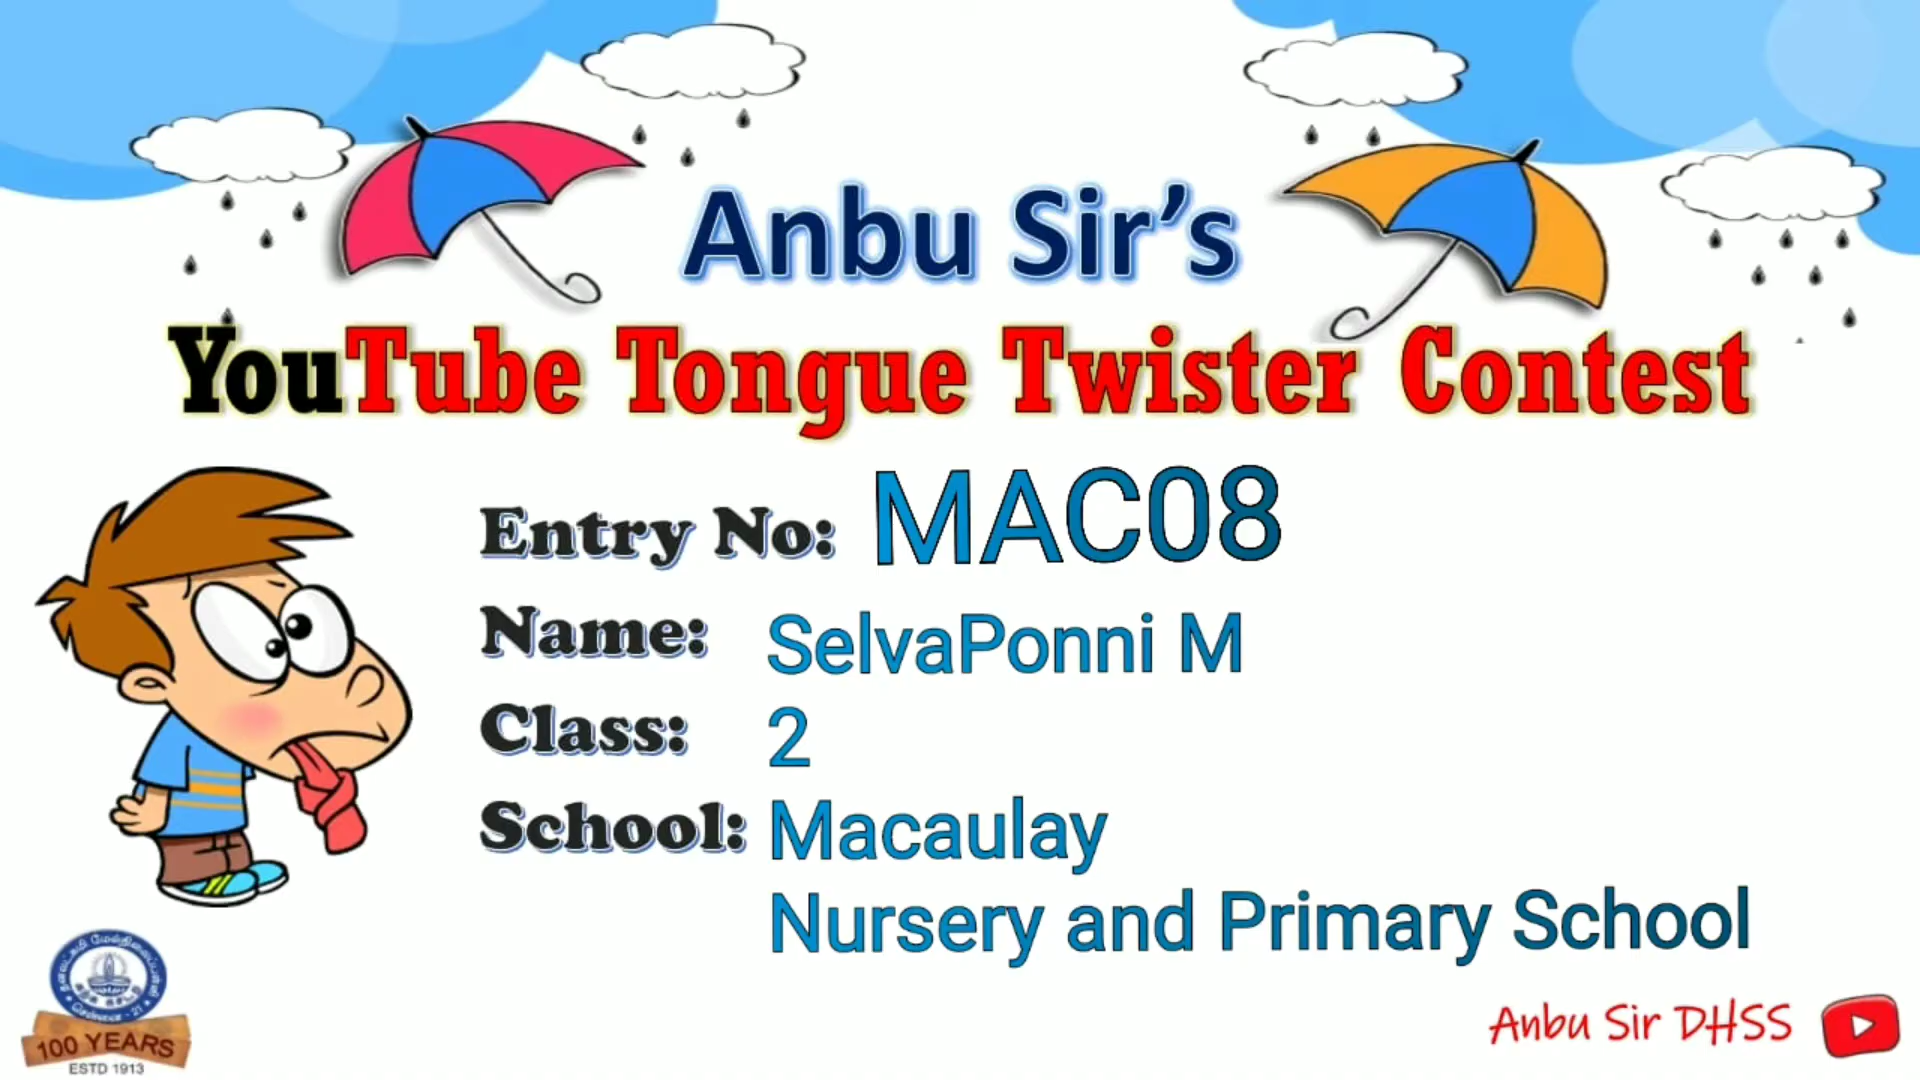 Anbu Sir's
YouTube Tongue Twister Contest
Entry No: MAC08
Name: SelvaPonni M
Class: 2
School: Macaulay
Nursery and Primary School
100 YEARS
ESTD 1913
Anbu Sir DHSS